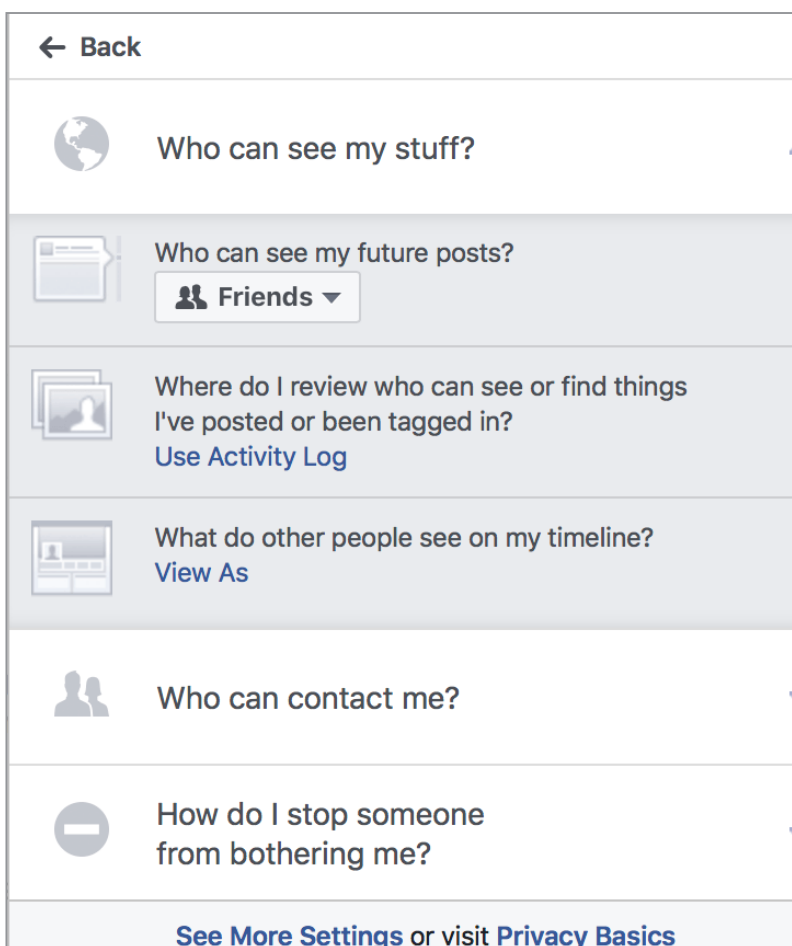 Back
Who can see my stuff?
Who can see my future posts?
Friends
Where do I review who can see or find things
I've posted or been tagged in?
Use Activity Log
What do other people see on my timeline?
View As
Who can contact me?
How do I stop someone
from bothering me?
See More Settings or visit Privacy Basics